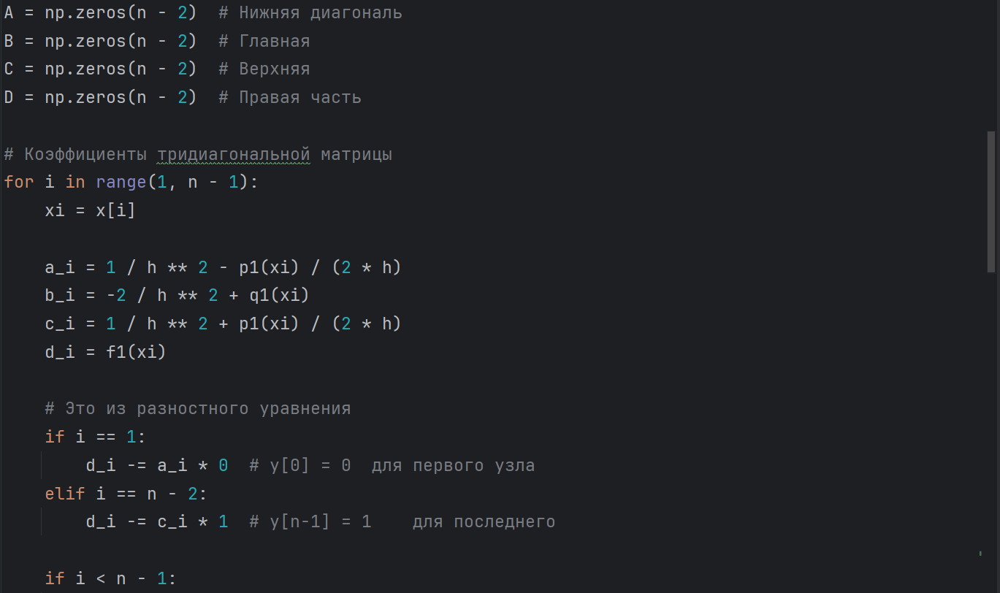 A = np.zeros(n - 2)  # Нижняя диагональ
B = np.zeros(n - 2)  # Главная
C = np.zeros(n - 2)  # Верхняя
D = np.zeros(n - 2)  # Правая часть
# Коэффициенты тридиагональной матрицы
for i in range(1, n - 1):
    xi = x[i]
    a_i = 1 / h ** 2 - p1(xi) / (2 * h)
    b_i = -2 / h ** 2 + q1(xi)
    c_i = 1 / h ** 2 + p1(xi) / (2 * h)
    d_i = f1(xi)
    # Это из разностного уравнения
    if i == 1:
        d_i -= a_i * 0  # y[0] = 0  для первого узла
    elif i == n - 2:
        d_i -= c_i * 1  # y[n-1] = 1    для последнего
    if i < n - 1: